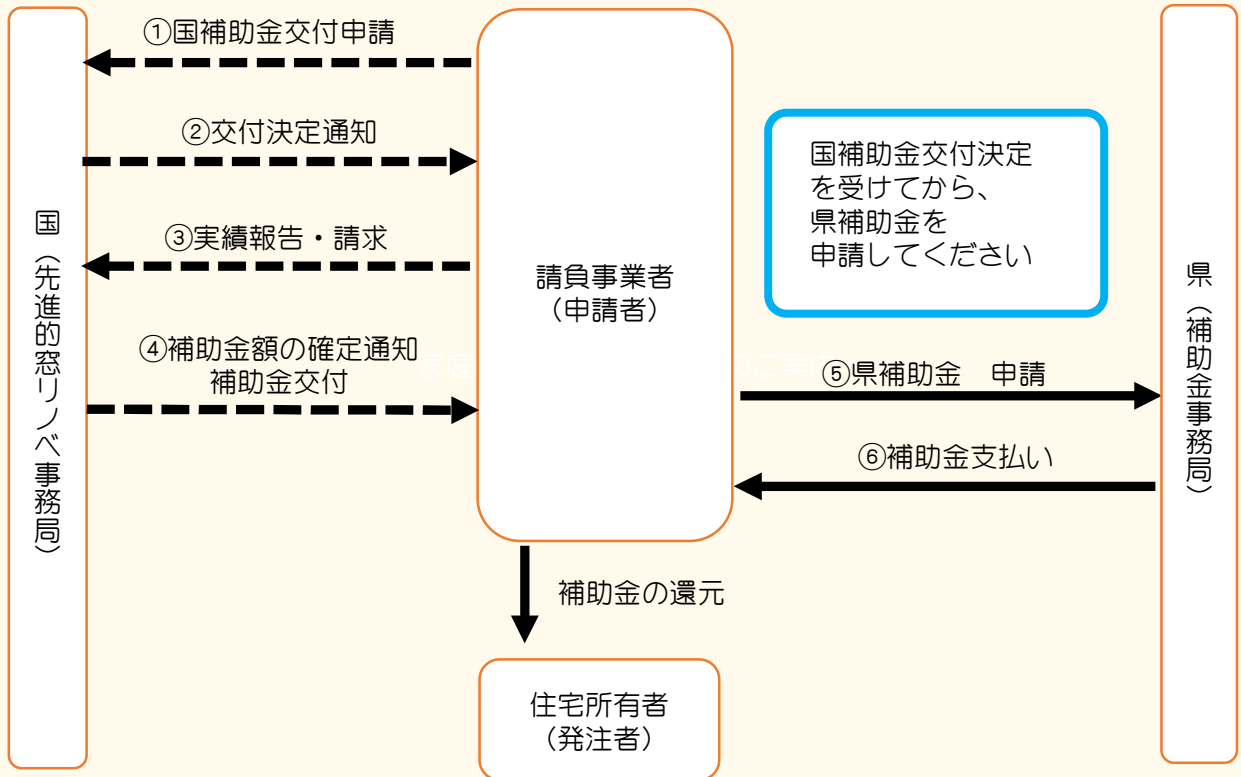 ①国補助金交付申請
②交付決定通知
③実績報告・請求
④補助金額の確定通知
補助金交付
国（先進的窓リノベ事務局）
請負事業者
（申請者）
国補助金交付決定
を受けてから、
県補助金を
申請してください
⑤県補助金　申請
⑥補助金支払い
県（補助金事務局）
補助金の還元
住宅所有者
（発注者）
家庭
のご案内